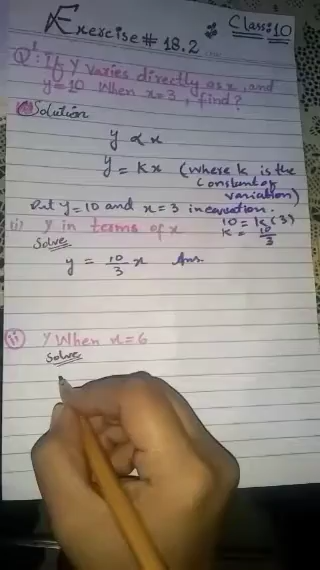 Exercise # 18.2
Class:10
Q1: If y varies directly as x, and
y=10 when x=3, find?
Solution
y ∝ x
y = kx (where k is the
constant of
variation)
Put y=10 and x=3 in equation.
10 = k(3)
k = 10/3
i) y in terms of x
Solve
y = 10/3 x Ans.
ii) y when x=6
Solve